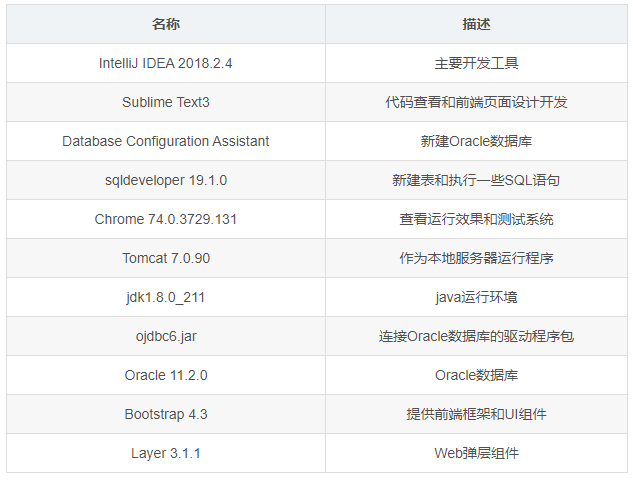 名称 描述
IntelliJ IDEA 2018.2.4 主要开发工具
Sublime Text3 代码查看和前端页面设计开发
Database Configuration Assistant 新建Oracle数据库
sqldeveloper 19.1.0 新建表和执行一些SQL语句
Chrome 74.0.3729.131 查看运行效果和测试系统
Tomcat 7.0.90 作为本地服务器运行程序
jdk1.8.0_211 java运行环境
ojdbc6.jar 连接Oracle数据库的驱动程序包
Oracle 11.2.0 Oracle数据库
Bootstrap 4.3 提供前端框架和UI组件
Layer 3.1.1 Web弹层组件